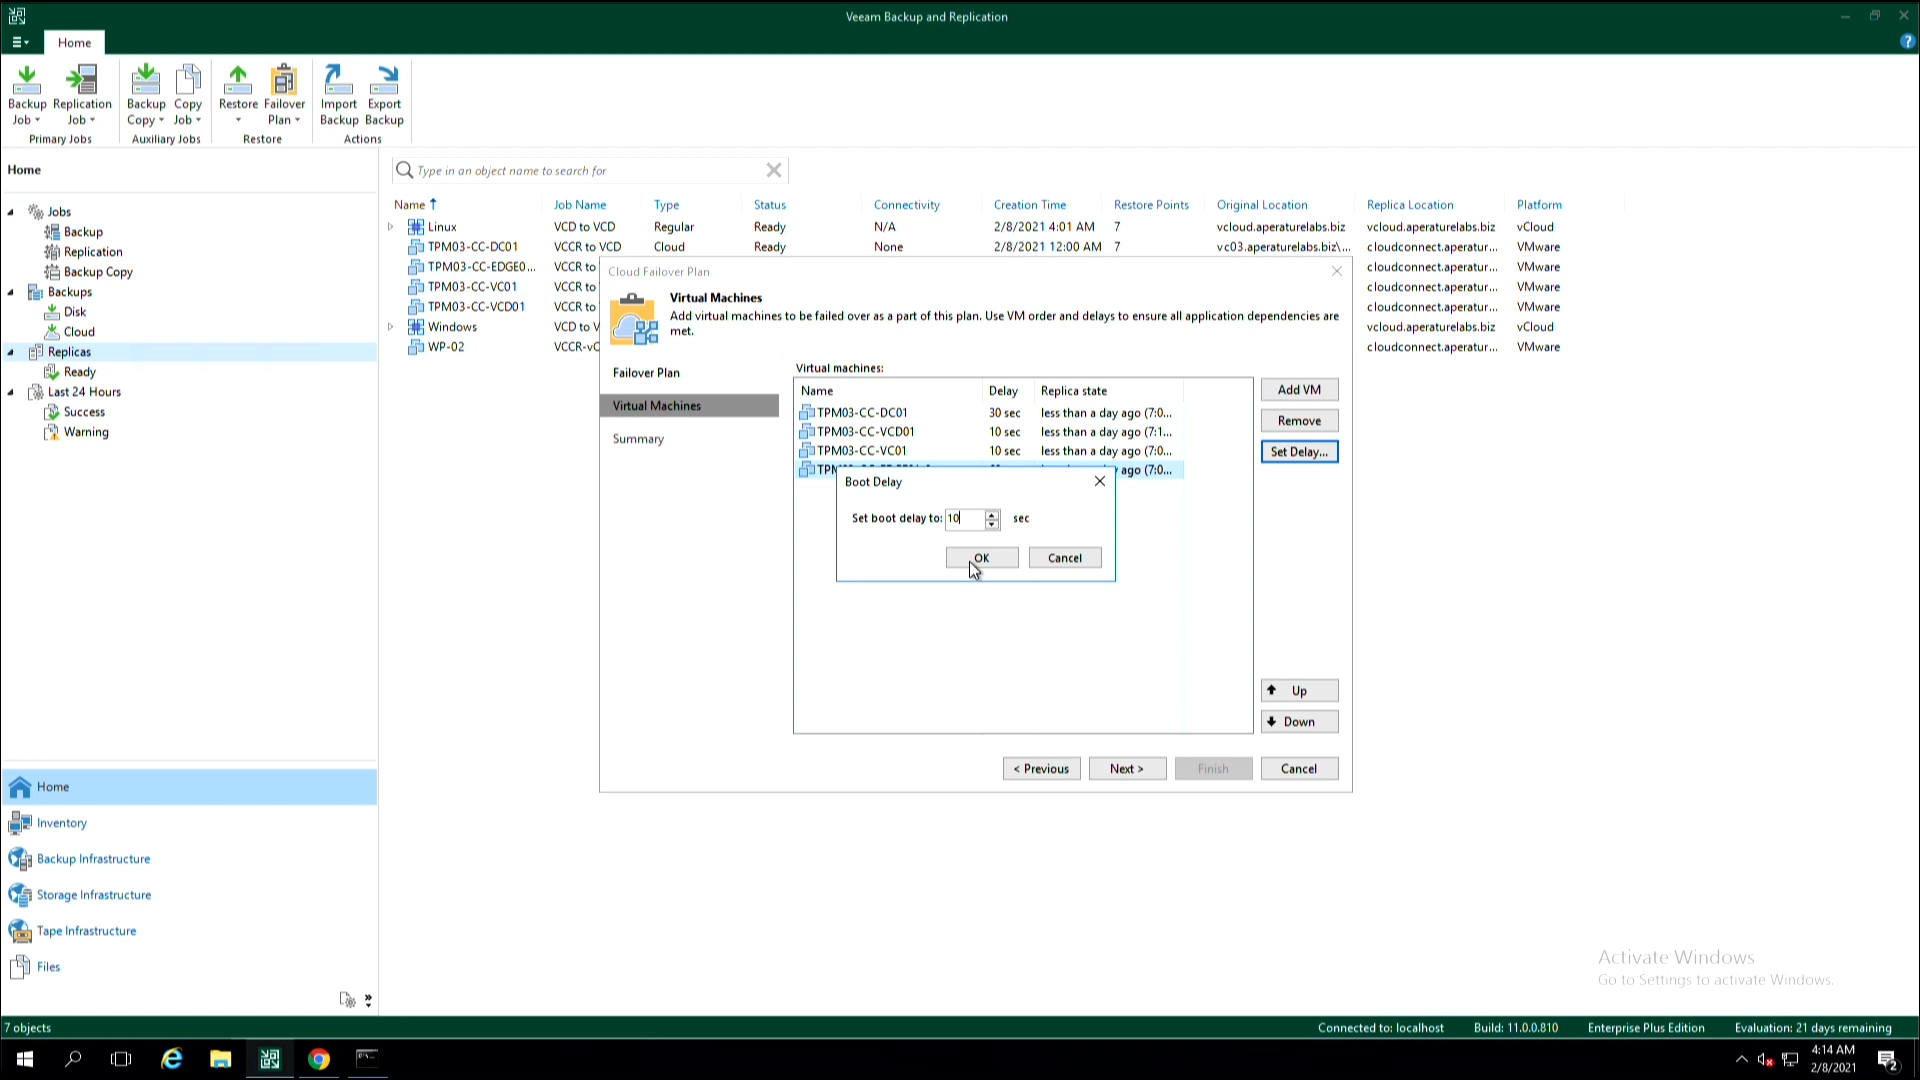 Veeam Backup and Replication
Home
Backup Job
Replication Job
Backup Copy
Copy Job
Restore
Failover Plan
Import Backup
Export Backup
Primary Jobs
Auxiliary Jobs
Restore
Actions
Home
Type in an object name to search for
Jobs
Backup
Replication
Backup Copy
Backups
Disk
Cloud
Replicas
Ready
Last 24 Hours
Success
Warning
Name Job Name Type Status Connectivity Creation Time Restore Points Original Location Replica Location Platform
Linux VCD to VCD Regular Ready N/A 2/8/2021 4:01 AM 7 vcloud.aperaturelabs.biz vcloud.aperaturelabs.biz vCloud
TPM03-CC-DC01 VCCR to VCD Cloud Ready None 2/8/2021 12:00 AM 7 vc03.aperaturelabs.biz\... cloudconnect.aperatur... VMware
TPM03-CC-EDGE0... VCCR to cloudconnect.aperatur... VMware
TPM03-CC-VC01 VCCR to cloudconnect.aperatur... VMware
TPM03-CC-VCD01 VCCR to cloudconnect.aperatur... VMware
Windows VCD to V vcloud.aperaturelabs.biz vCloud
WP-02 VCCR-vC cloudconnect.aperatur... VMware
Cloud Failover Plan
Virtual Machines
Add virtual machines to be failed over as a part of this plan. Use VM order and delays to ensure all application dependencies are
met.
Failover Plan
Virtual Machines
Summary
Virtual machines:
Name Delay Replica state
TPM03-CC-DC01 30 sec less than a day ago (7:0...
TPM03-CC-VCD01 10 sec less than a day ago (7:1...
TPM03-CC-VC01 10 sec less than a day ago (7:0...
ago (7:0...
Add VM
Remove
Set Delay...
Boot Delay
Set boot delay to: 10 sec
OK Cancel
Up
Down
< Previous Next > Finish Cancel
Home
Inventory
Backup Infrastructure
Storage Infrastructure
Tape Infrastructure
Files
Activate Windows
Go to Settings to activate Windows.
7 objects
Connected to: localhost Build: 11.0.0.810 Enterprise Plus Edition Evaluation: 21 days remaining
4:14 AM
2/8/2021
2